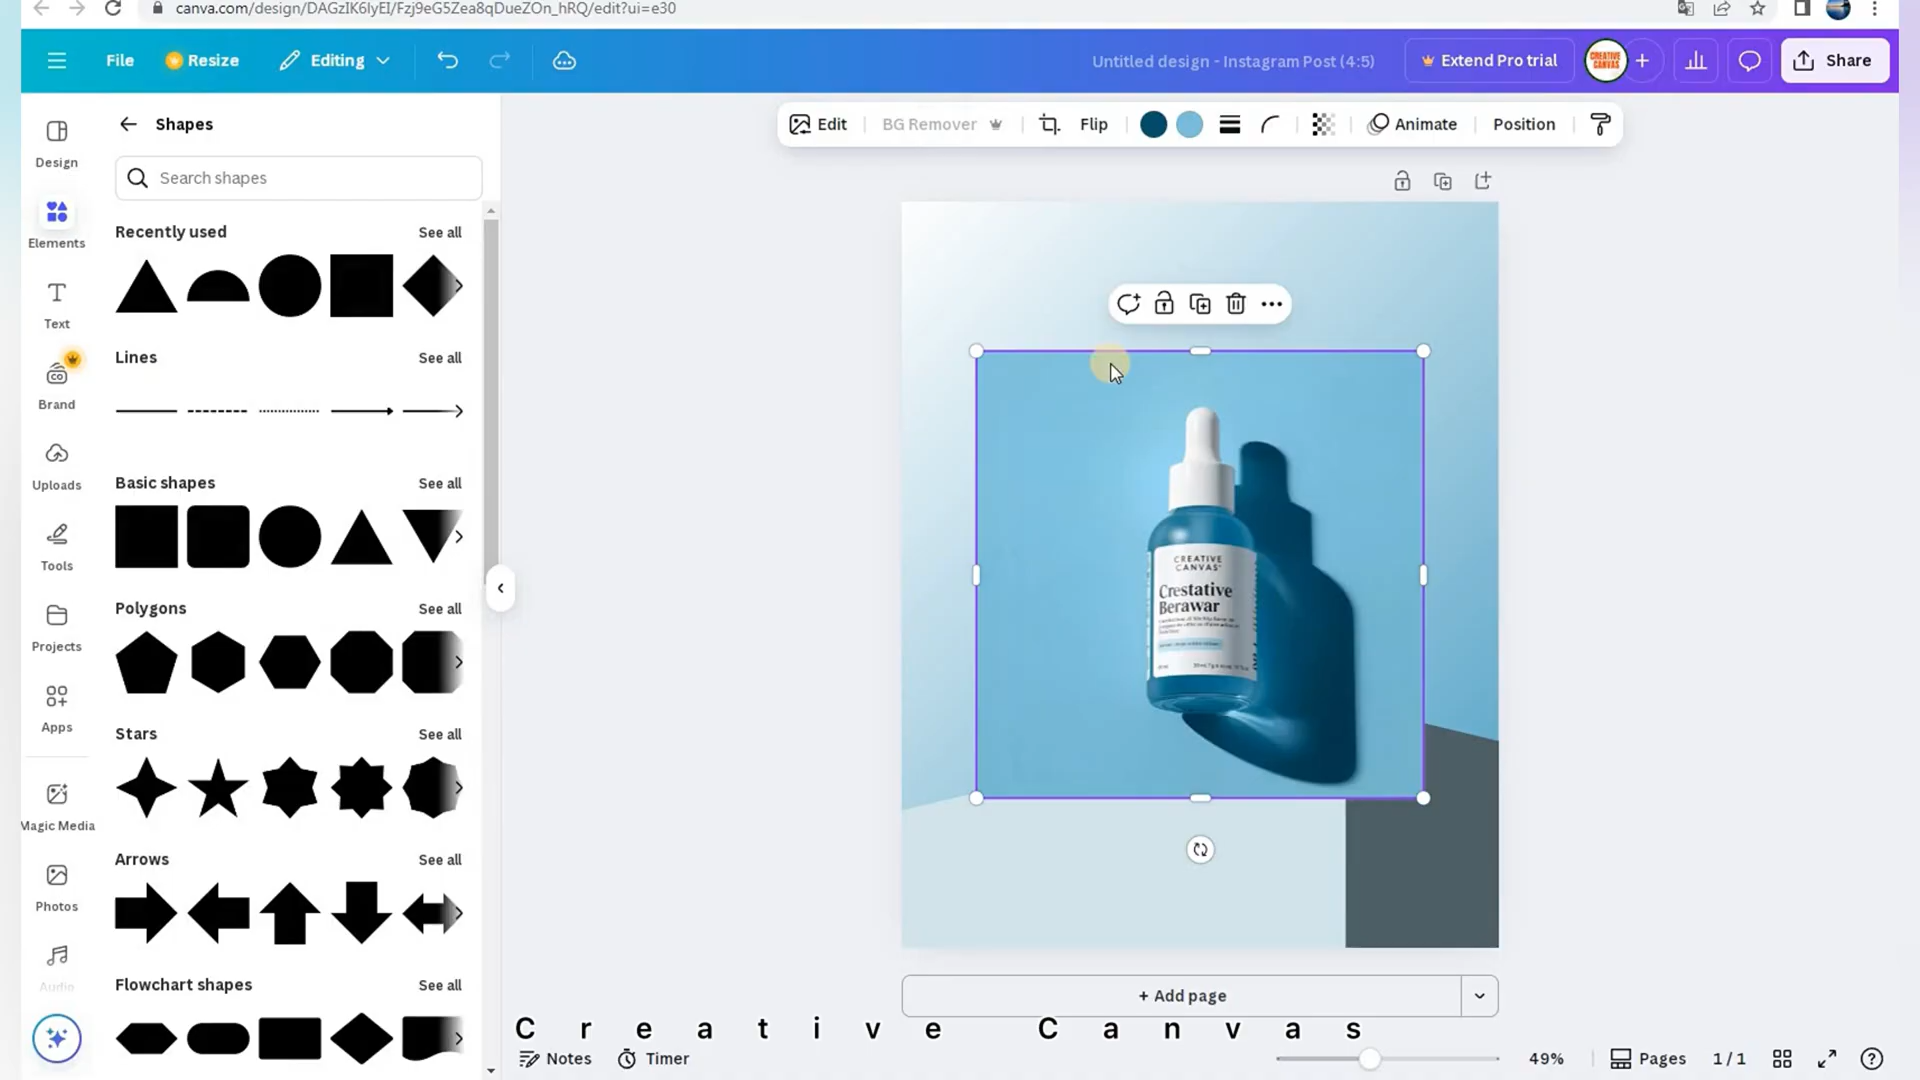 canva.com/design/DAGzIK6lyEI/Fzj9eG5Zea8qDueZOn_hRQ/edit?ui=e30
File
Resize
Editing
Untitled design - Instagram Post (4:5)
Extend Pro trial
CREATIVE
CANVAS
Share
Design
Elements
Text
Brand
Uploads
Tools
Projects
Apps
Magic Media
Photos
Audio
Shapes
Search shapes
Recently used See all
Lines See all
Basic shapes See all
Polygons See all
Stars See all
Arrows See all
Flowchart shapes See all
Edit
BG Remover
Flip
Animate
Position
CREATIVE
CANVAS
Crestative
Berawar
+ Add page
Creative Canvas
Notes
Timer
49%
Pages
1 / 1